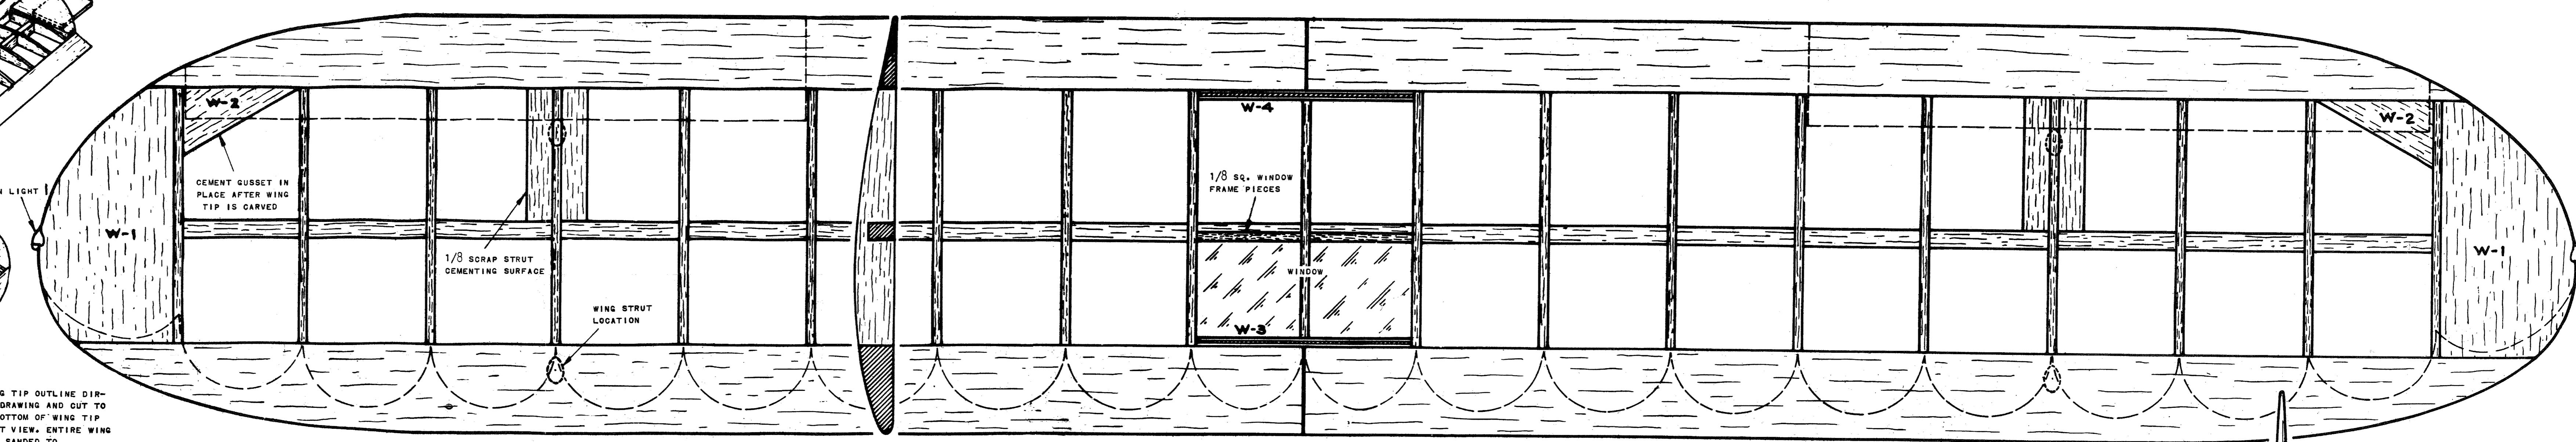 W-2
W-4
W-2
CEMENT GUSSET IN
PLACE AFTER WING
TIP IS CARVED
1/8 SQ. WINDOW
FRAME PIECES
LIGHT
W-1
1/8 SCRAP STRUT
CEMENTING SURFACE
WINDOW
W-1
WING STRUT
LOCATION
W-3
TIP OUTLINE DIR-
DRAWING AND CUT TO
OF WING TIP
VIEW. ENTIRE WING
SANDED TO